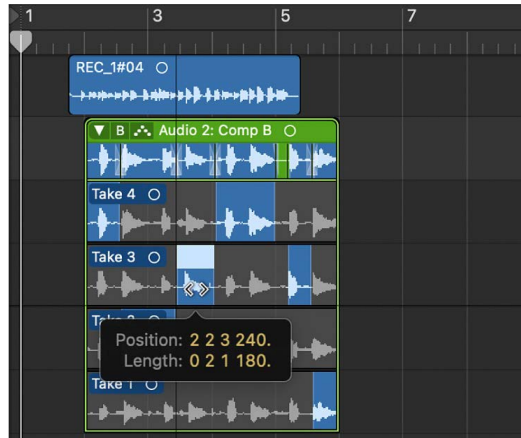 1 3 5 7
REC_1#04
B Audio 2: Comp B
Take 4
Take 3
Position: 2 2 3 240.
Length: 0 2 1 180.
Take 1